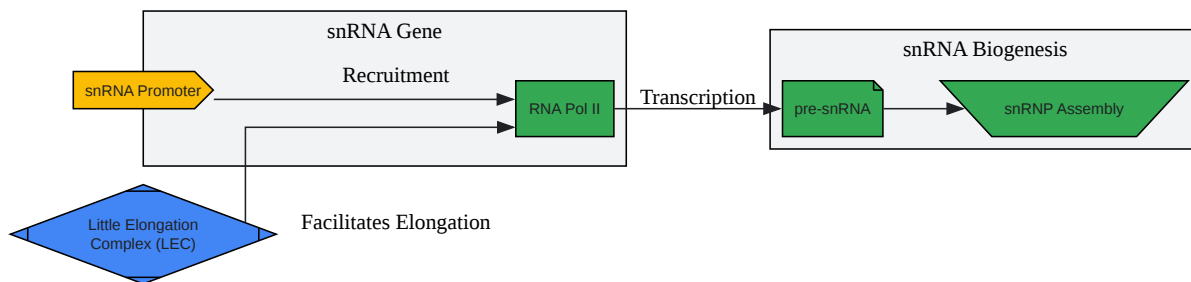 snRNA Gene
Recruitment
snRNA Promoter
RNA Pol II
Transcription
snRNA Biogenesis
pre-snRNA
snRNP Assembly
Little Elongation
Complex (LEC)
Facilitates Elongation